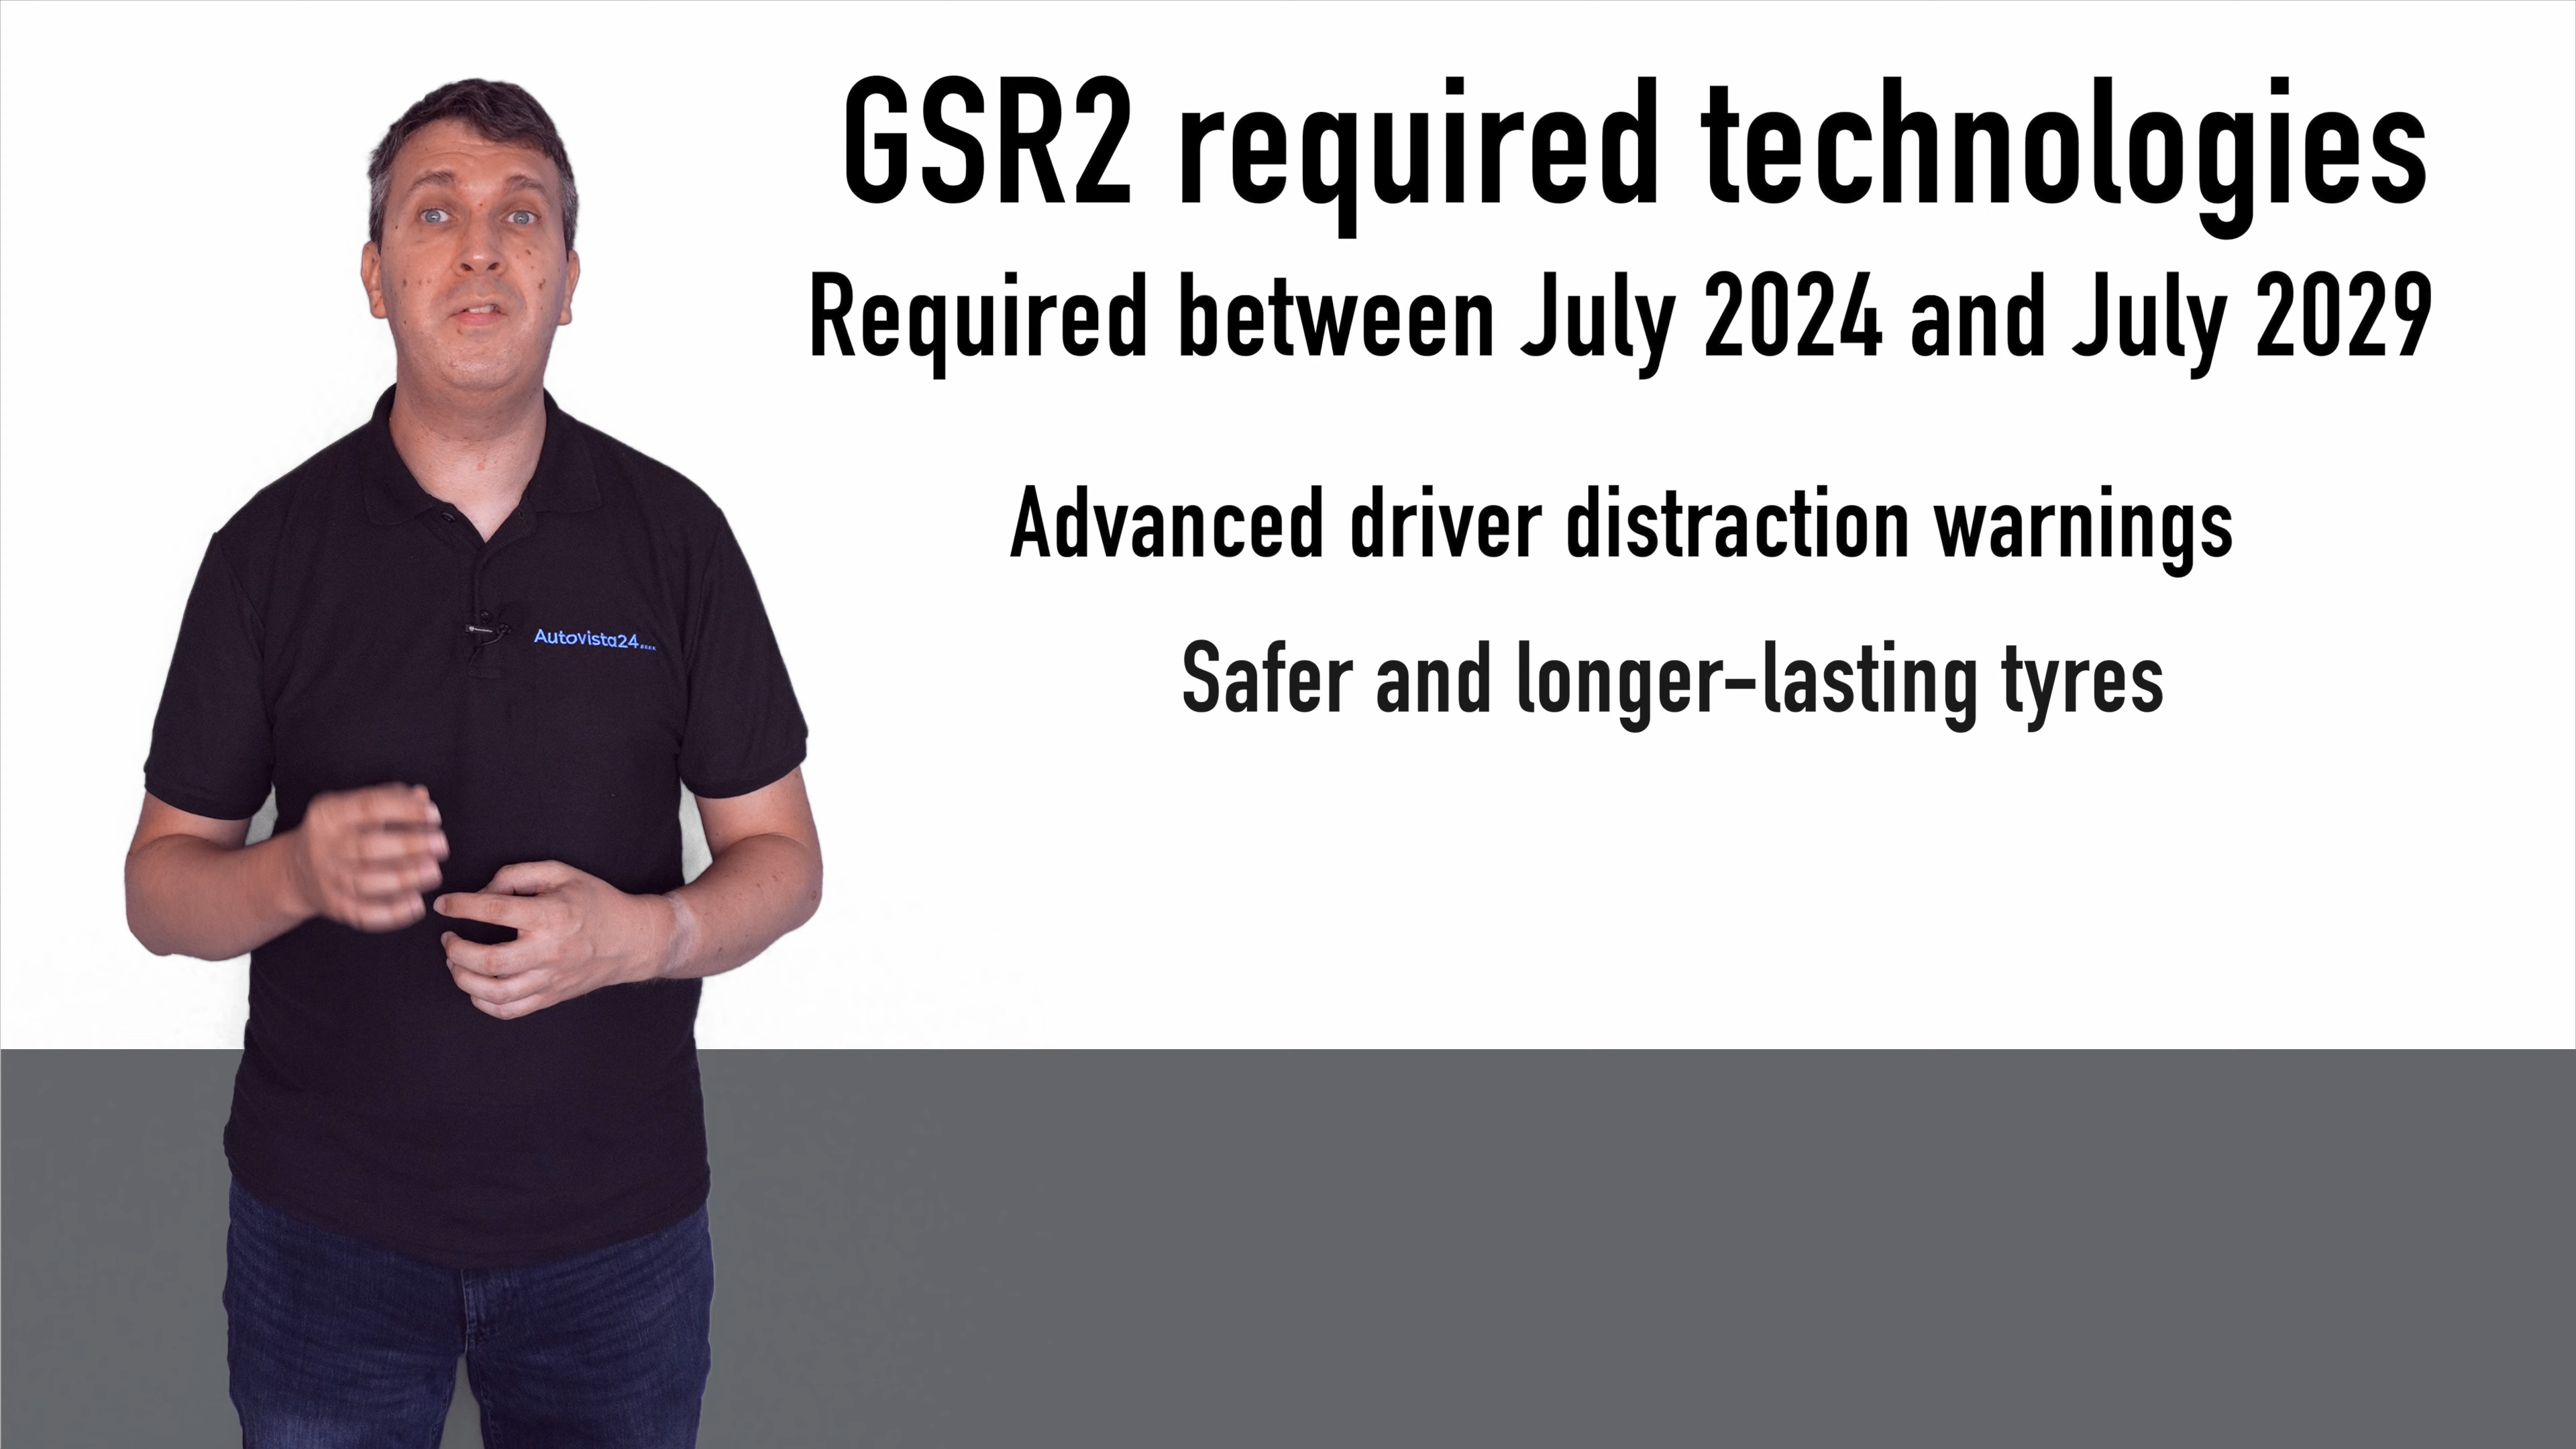 GSR2 required technologies
Required between July 2024 and July 2029
Advanced driver distraction warnings
Safer and longer-lasting tyres
Autovista24